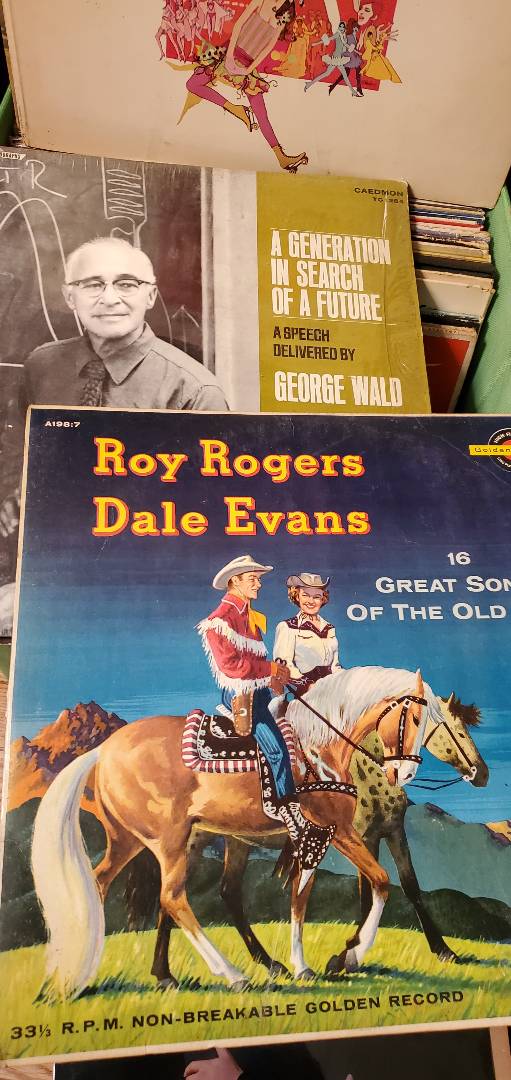 CAEDMON
A GENERATION
IN SEARCH
OF A FUTURE
A SPEECH
DELIVERED BY
GEORGE WALD
A198:7
Roy Rogers
Dale Evans
Golden
16
GREAT SON
OF THE OLD
33⅓ R.P.M. NON-BREAKABLE GOLDEN RECORD